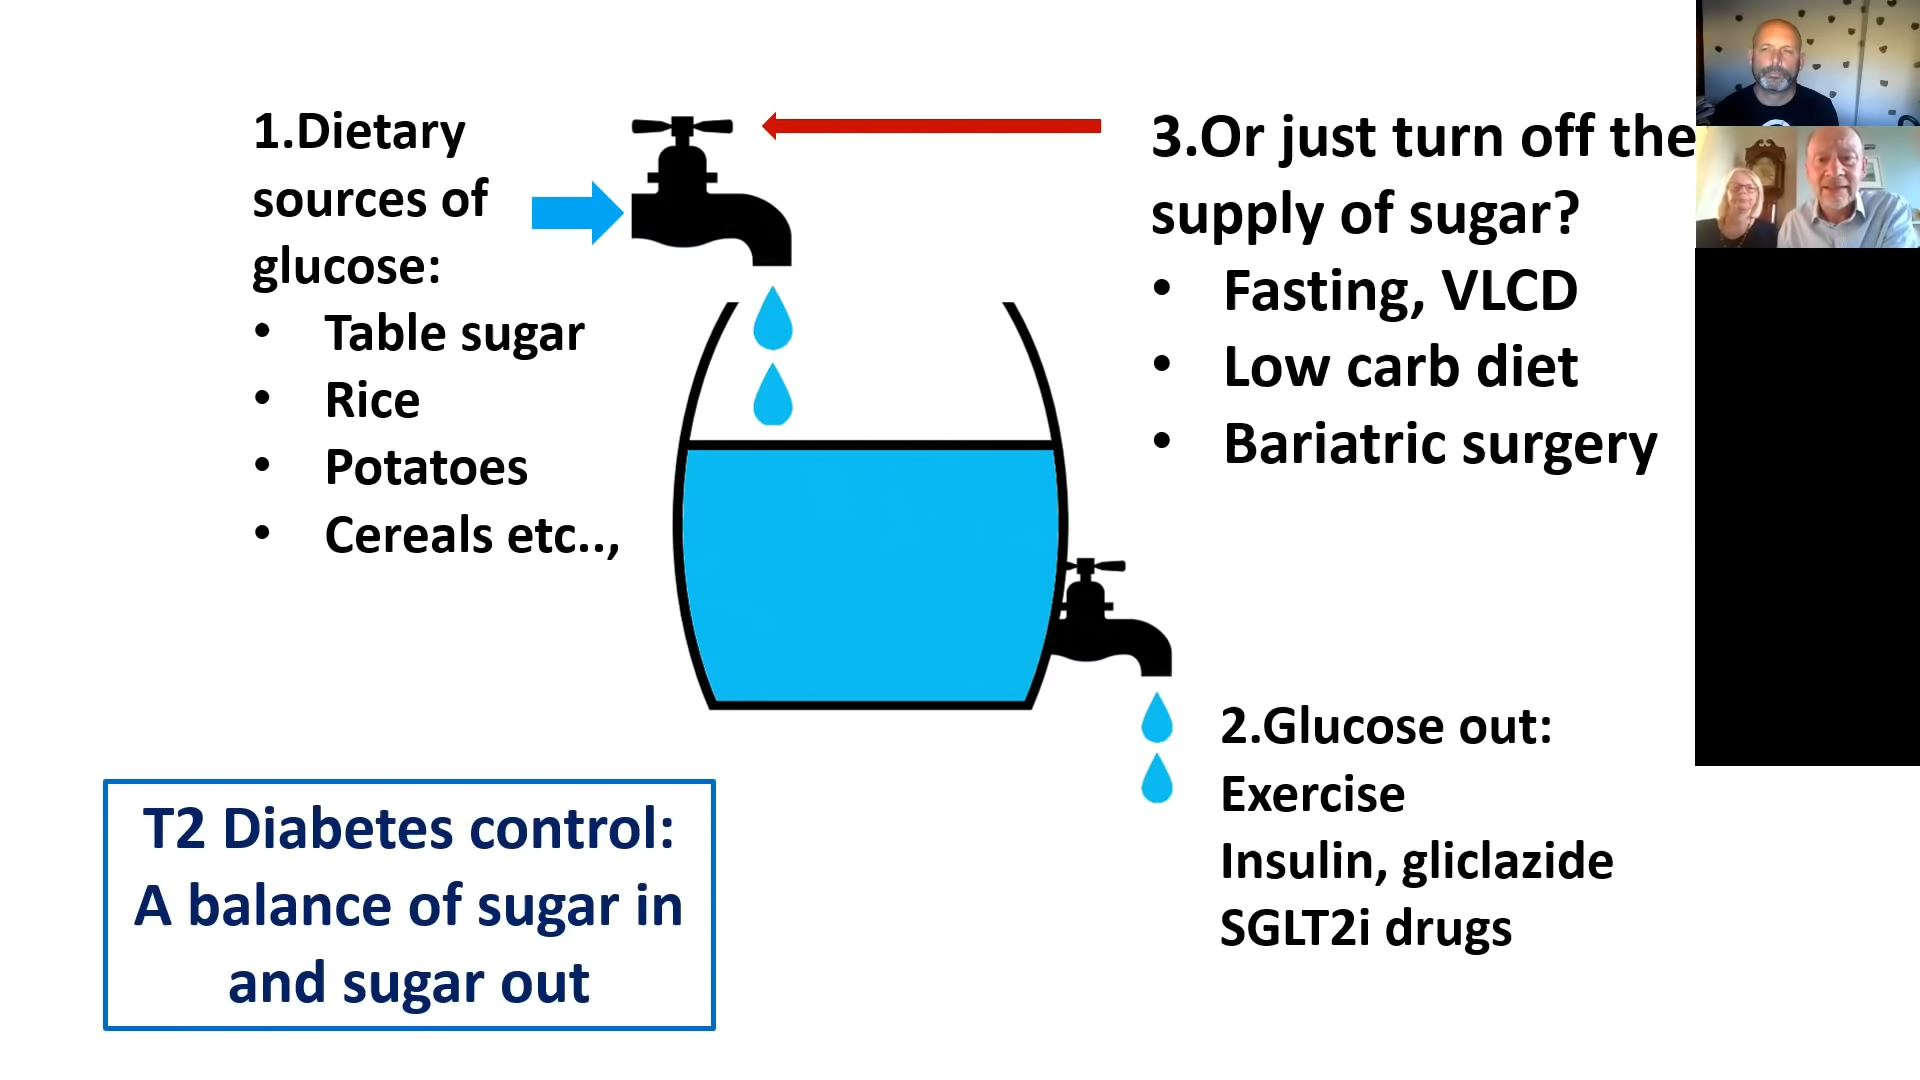 1.Dietary
sources of
glucose:
• Table sugar
• Rice
• Potatoes
• Cereals etc..,
3.Or just turn off the
supply of sugar?
• Fasting, VLCD
• Low carb diet
• Bariatric surgery
2.Glucose out:
Exercise
Insulin, gliclazide
SGLT2i drugs
T2 Diabetes control:
A balance of sugar in
and sugar out